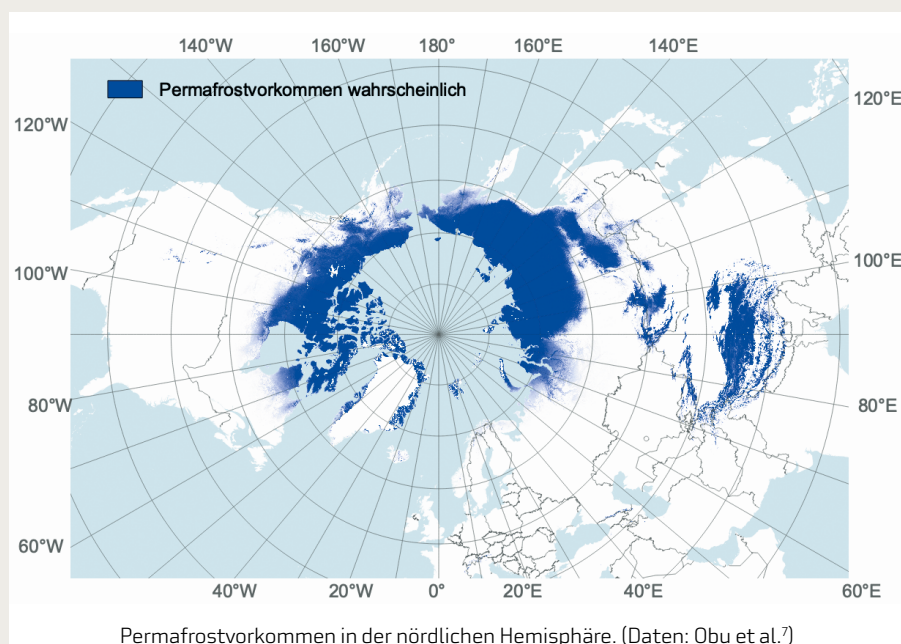 140°W 160°W 180° 160°E 140°E
Permafrostvorkommen wahrscheinlich
120°W 120°E
100°W 100°E
80°W 80°E
60°W
40°W 20°W 0° 20°E 40°E 60°E
Permafrostvorkommen in der nördlichen Hemisphäre. (Daten: Obu et al.⁷)